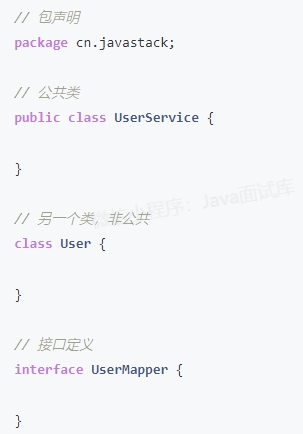 // 包声明
package cn.javastack;
// 公共类
public class UserService {
}
// 另一个类，非公共
class User {
}
// 接口定义
interface UserMapper {
}
小程序：Java面试库